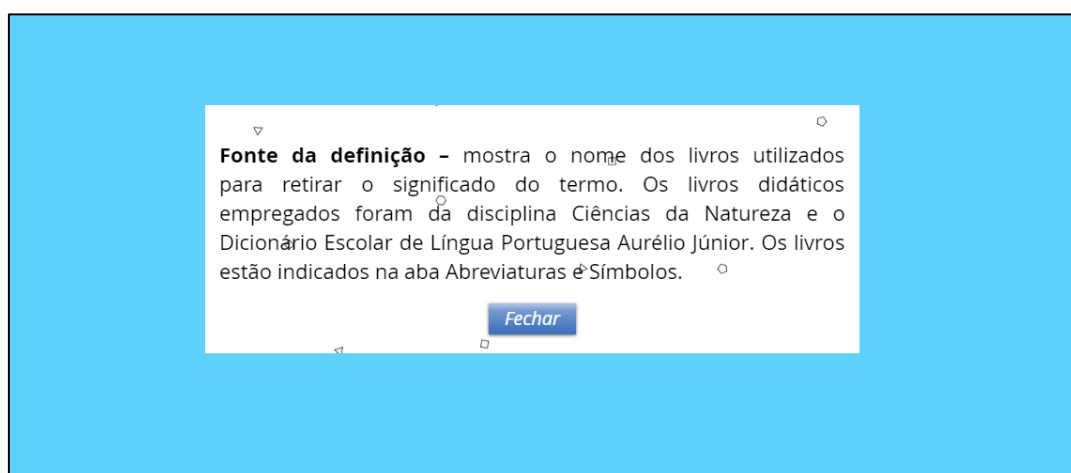 Fonte da definição – mostra o nome dos livros utilizados
para retirar o significado do termo. Os livros didáticos
empregados foram da disciplina Ciências da Natureza e o
Dicionário Escolar de Língua Portuguesa Aurélio Júnior. Os livros
estão indicados na aba Abreviaturas e Símbolos.
Fechar